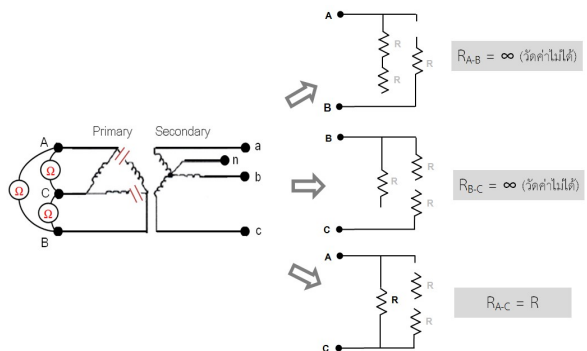 Primary
Secondary
A
Ω
Ω
C
Ω
B
a
n
b
c
A
R
R
R
B
R_A-B = ∞ (วัดค่าไม่ได้)
B
R
R
R
C
R_B-C = ∞ (วัดค่าไม่ได้)
A
R
R
R
C
R_A-C = R